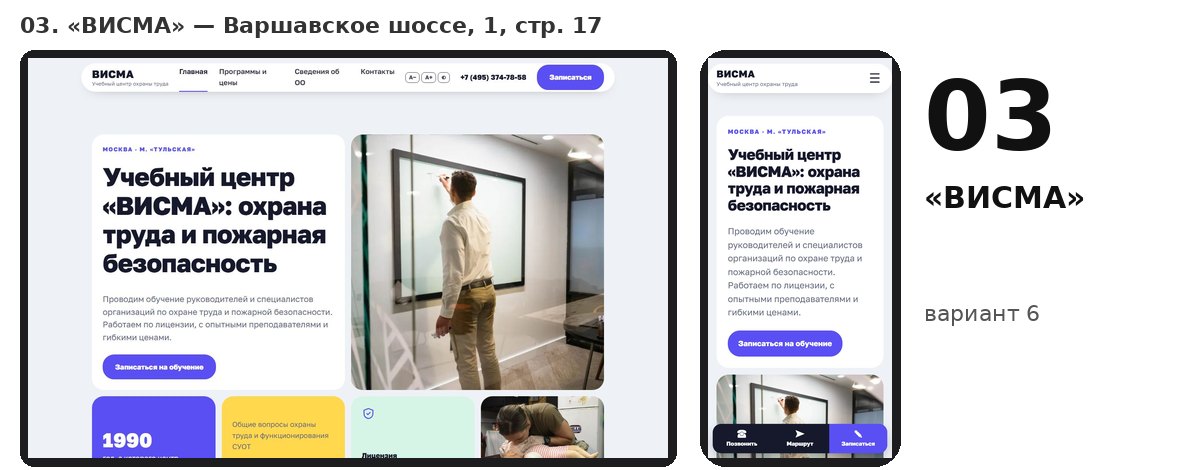 03. «ВИСМА» — Варшавское шоссе, 1, стр. 17
ВИСМА
Учебный центр охраны труда
Главная
Программы и
цены
Сведения об
ОО
Контакты
A−
A+
+7 (495) 374-78-58
Записаться
МОСКВА · М. «ТУЛЬСКАЯ»
Учебный центр
«ВИСМА»: охрана
труда и пожарная
безопасность
Проводим обучение руководителей и специалистов
организаций по охране труда и пожарной безопасности.
Работаем по лицензии, с опытными преподавателями и
гибкими ценами.
Записаться на обучение
1990
Общие вопросы охраны
труда и функционирования
СУОТ
Лицензия
ВИСМА
Учебный центр охраны труда
МОСКВА · М. «ТУЛЬСКАЯ»
Учебный центр
«ВИСМА»: охрана
труда и пожарная
безопасность
Проводим обучение
руководителей и специалистов
организаций по охране труда и
пожарной безопасности.
Работаем по лицензии, с
опытными преподавателями и
гибкими ценами.
Записаться на обучение
Позвонить
Маршрут
Записаться
03
«ВИСМА»
вариант 6